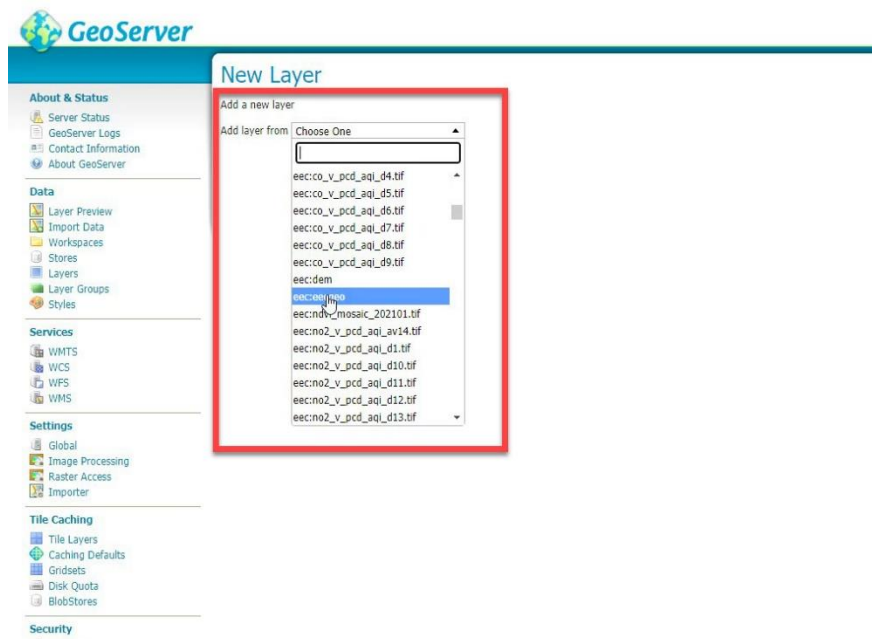 GeoServer
New Layer
Add a new layer
Add layer from Choose One
eec:co_v_pcd_aqi_d4.tif
eec:co_v_pcd_aqi_d5.tif
eec:co_v_pcd_aqi_d6.tif
eec:co_v_pcd_aqi_d7.tif
eec:co_v_pcd_aqi_d8.tif
eec:co_v_pcd_aqi_d9.tif
eec:dem
eec:ndvi_mosaic_202101.tif
eec:no2_v_pcd_aqi_av14.tif
eec:no2_v_pcd_aqi_d1.tif
eec:no2_v_pcd_aqi_d10.tif
eec:no2_v_pcd_aqi_d11.tif
eec:no2_v_pcd_aqi_d12.tif
eec:no2_v_pcd_aqi_d13.tif
About & Status
Server Status
GeoServer Logs
Contact Information
About GeoServer
Data
Layer Preview
Import Data
Workspaces
Stores
Layers
Layer Groups
Styles
Services
WMTS
WCS
WFS
WMS
Settings
Global
Image Processing
Raster Access
Importer
Tile Caching
Tile Layers
Caching Defaults
Gridsets
Disk Quota
BlobStores
Security